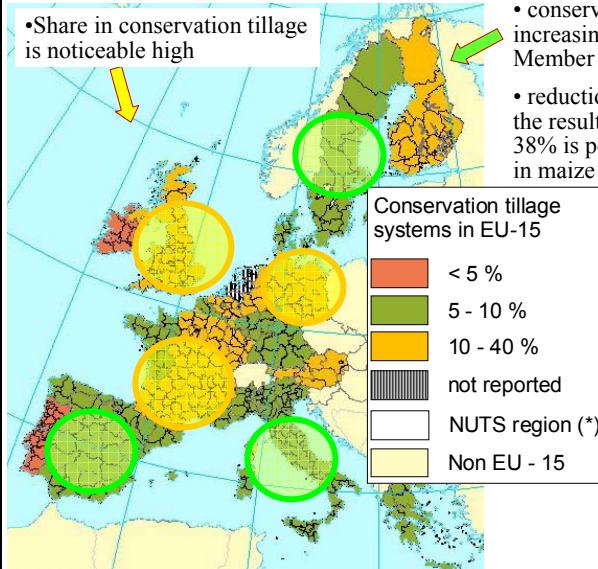 •Share in conservation tillage
is noticeable high
• conserv
increasin
Member
• reductio
the result
38% is p
in maize
Conservation tillage
systems in EU-15
< 5 %
5 - 10 %
10 - 40 %
not reported
NUTS region (*)
Non EU - 15